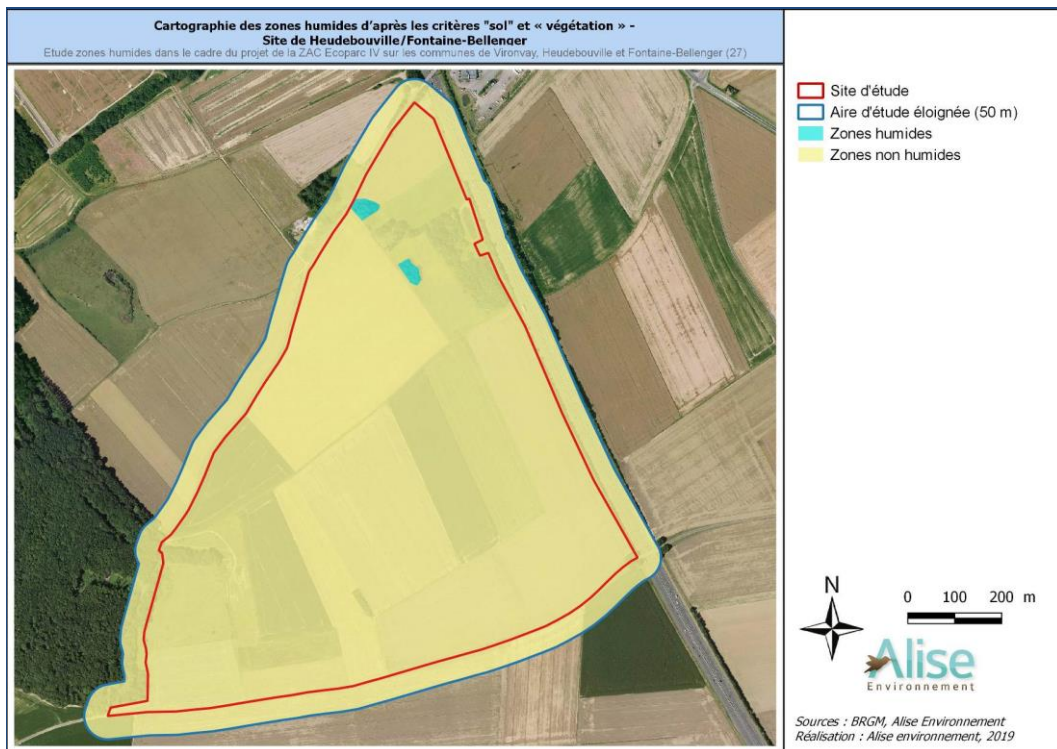 Cartographie des zones humides d’après les critères "sol" et « végétation » -
Site de Heudebouville/Fontaine-Bellenger
Etude zones humides dans le cadre du projet de la ZAC Ecoparc IV sur les communes de Vironvay, Heudebouville et Fontaine-Bellenger (27)
Site d'étude
Aire d'étude éloignée (50 m)
Zones humides
Zones non humides
N
0 100 200 m
Alise
Environnement
Sources : BRGM, Alise Environnement
Réalisation : Alise environnement, 2019